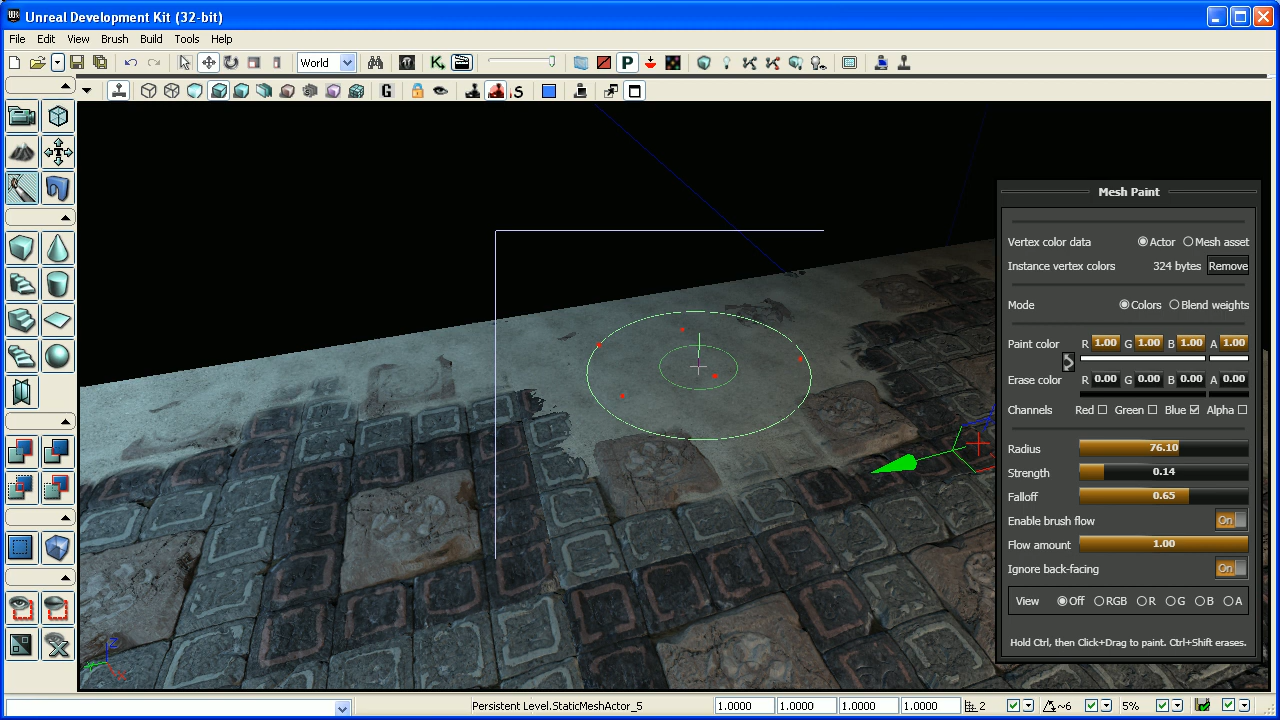 Unreal Development Kit (32-bit)
File Edit View Brush Build Tools Help
World
P
G
S
Mesh Paint
Vertex color data Actor Mesh asset
Instance vertex colors 324 bytes Remove
Mode Colors Blend weights
Paint color R 1.00 G 1.00 B 1.00 A 1.00
Erase color R 0.00 G 0.00 B 0.00 A 0.00
Channels Red Green Blue Alpha
Radius 76.10
Strength 0.14
Falloff 0.65
Enable brush flow On
Flow amount 1.00
Ignore back-facing On
View Off RGB R G B A
Hold Ctrl, then Click+Drag to paint. Ctrl+Shift erases.
Persistent Level.StaticMeshActor_5 1.0000 1.0000 1.0000 1.0000 2 ~6 5%